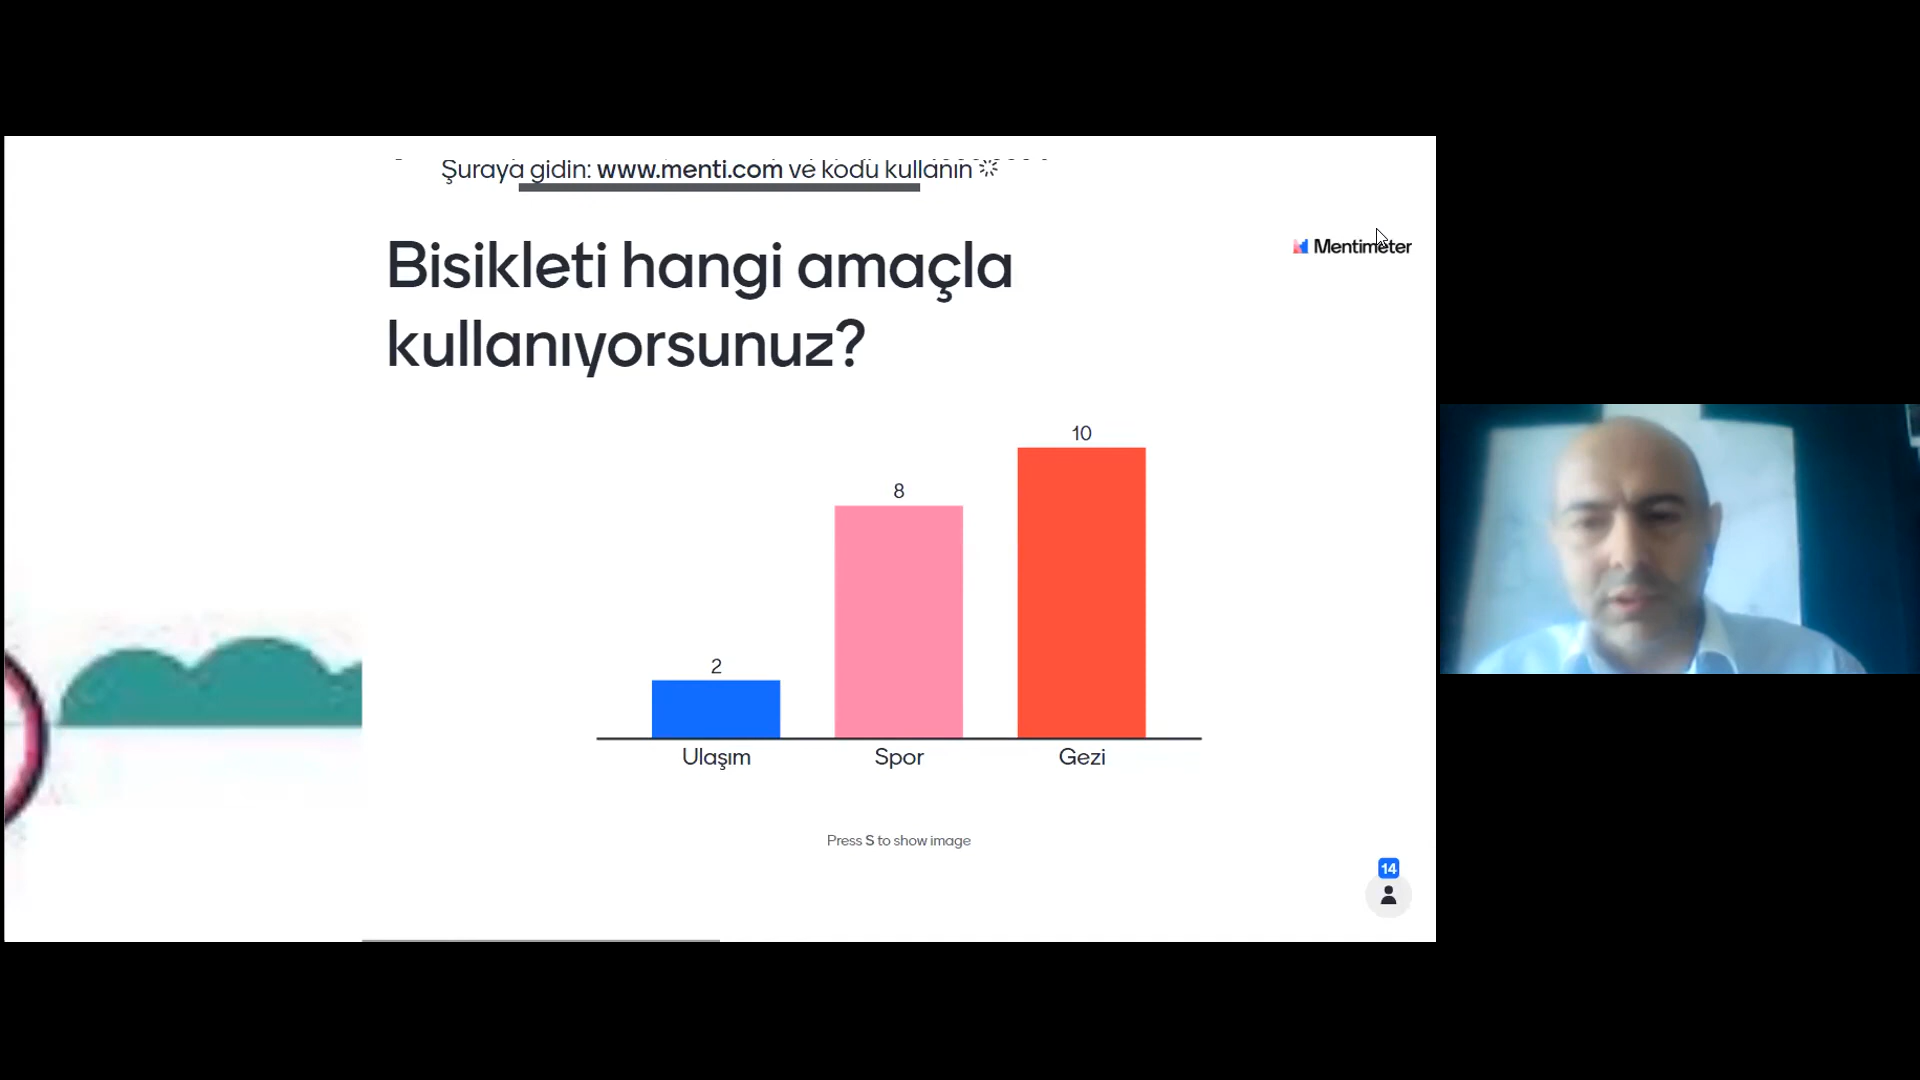 Şuraya gidin: www.menti.com ve kodu kullanın
Mentimeter
Bisikleti hangi amaçla
kullanıyorsunuz?
10
8
2
Ulaşım Spor Gezi
Press S to show image
14